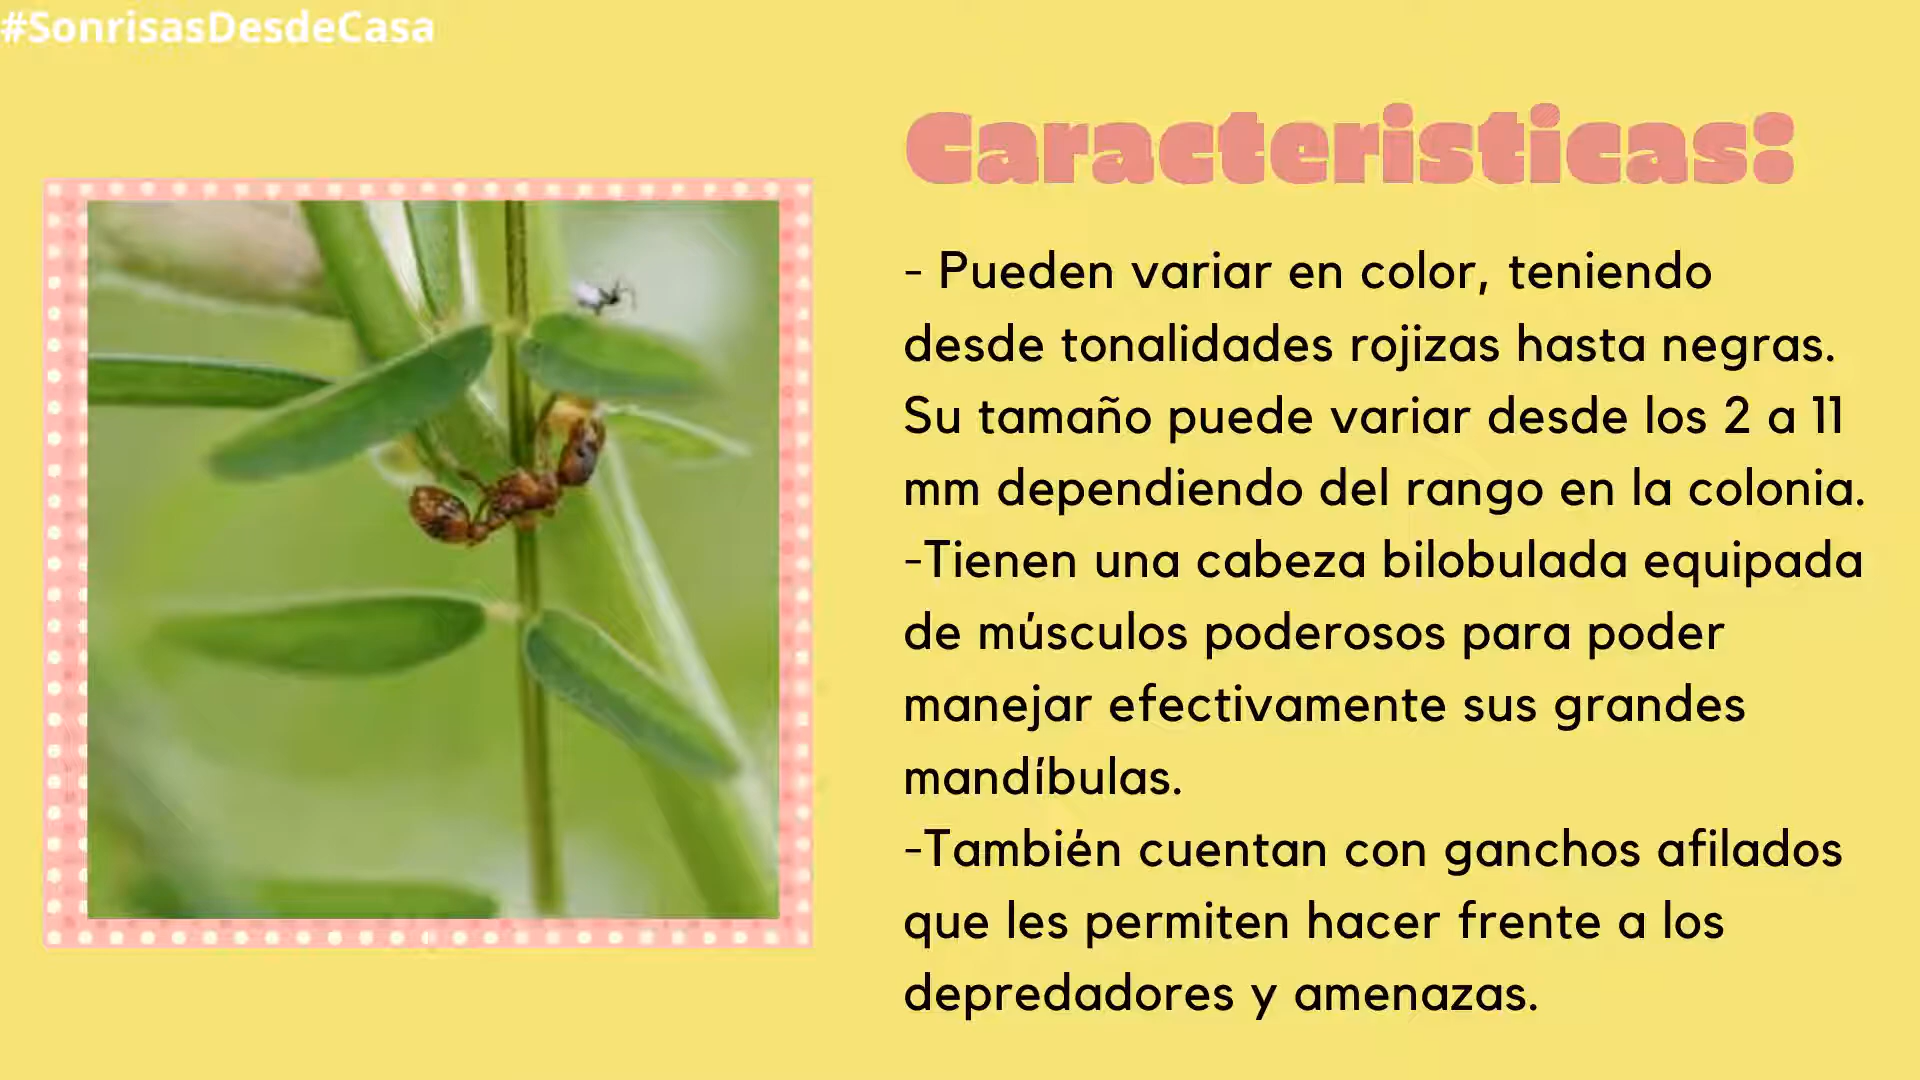 #SonrisasDesdeCasa
Caracteristicas:
- Pueden variar en color, teniendo
desde tonalidades rojizas hasta negras.
Su tamaño puede variar desde los 2 a 11
mm dependiendo del rango en la colonia.
-Tienen una cabeza bilobulada equipada
de músculos poderosos para poder
manejar efectivamente sus grandes
mandíbulas.
-También cuentan con ganchos afilados
que les permiten hacer frente a los
depredadores y amenazas.